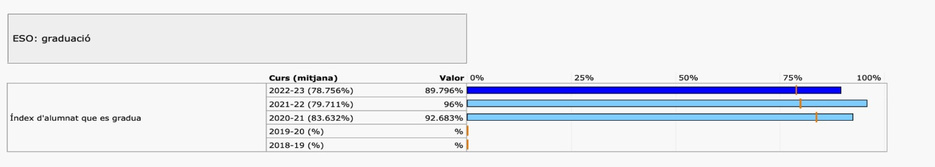 ESO: graduació
Curs (mitjana) Valor 0% 25% 50% 75% 100%
2022-23 (78.756%) 89.796%
2021-22 (79.711%) 96%
Índex d'alumnat que es gradua 2020-21 (83.632%) 92.683%
2019-20 (%) %
2018-19 (%) %